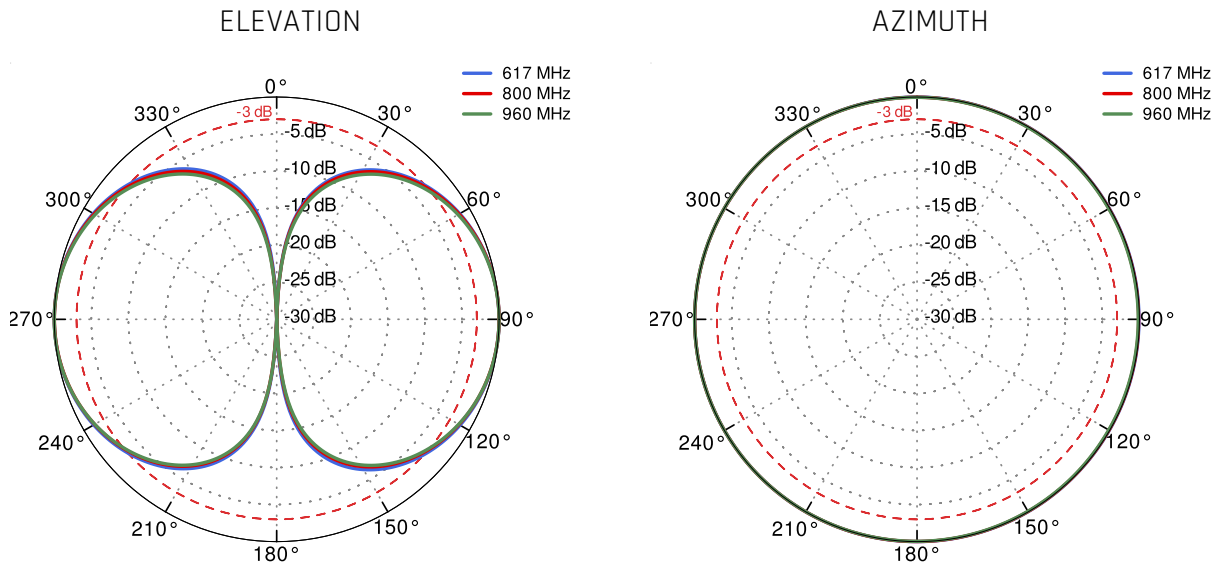 ELEVATION
617 MHz
800 MHz
960 MHz
0°
30°
60°
90°
120°
150°
180°
210°
240°
270°
300°
330°
-3 dB
-5 dB
-10 dB
-15 dB
-20 dB
-25 dB
-30 dB
AZIMUTH
617 MHz
800 MHz
960 MHz
0°
30°
60°
90°
120°
150°
180°
210°
240°
270°
300°
330°
-3 dB
-5 dB
-10 dB
-15 dB
-20 dB
-25 dB
-30 dB